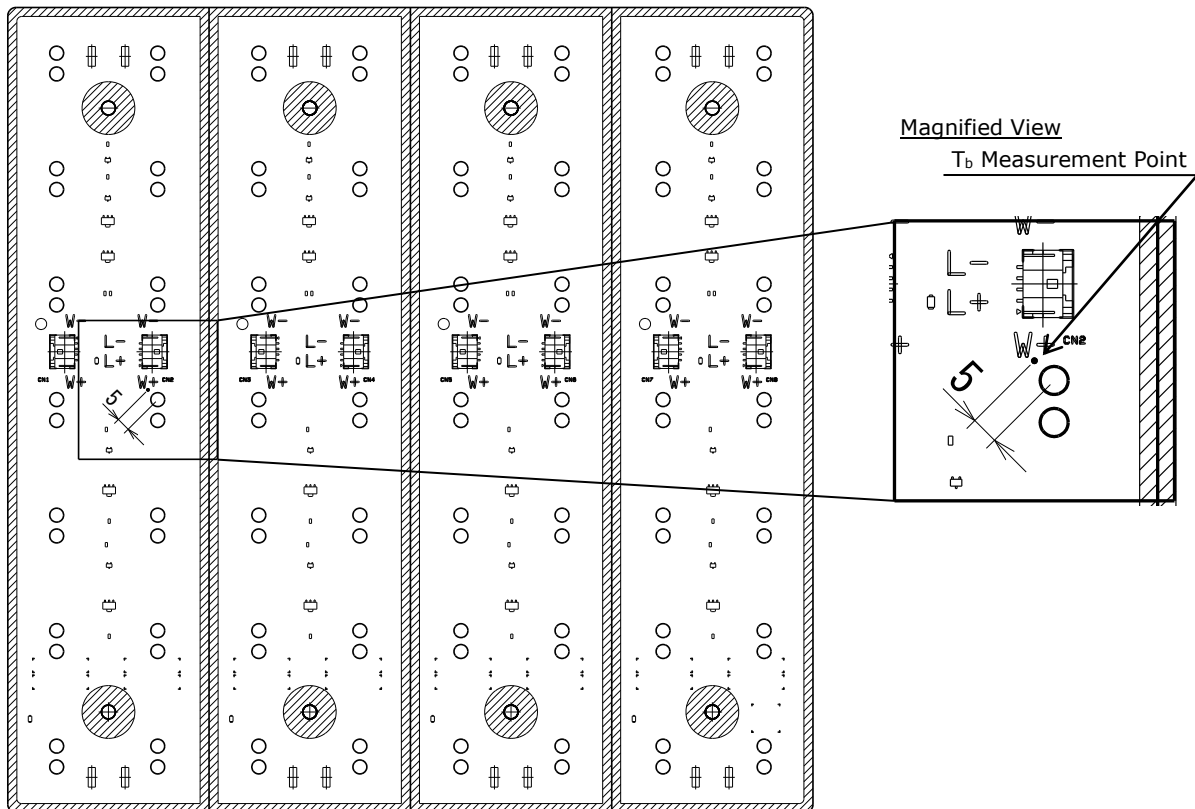 Magnified View
Tb Measurement Point
W- W- W- W- W- W- W- W-
L- L- L- L-
L+ L+ L+ L+
CN1 CN2 CN3 CN4 CN5 CN6 CN7 CN8
W+ W+ W+ W+ W+ W+ W+ W+
5
W-
L-
L+
W+ CN2
+
5